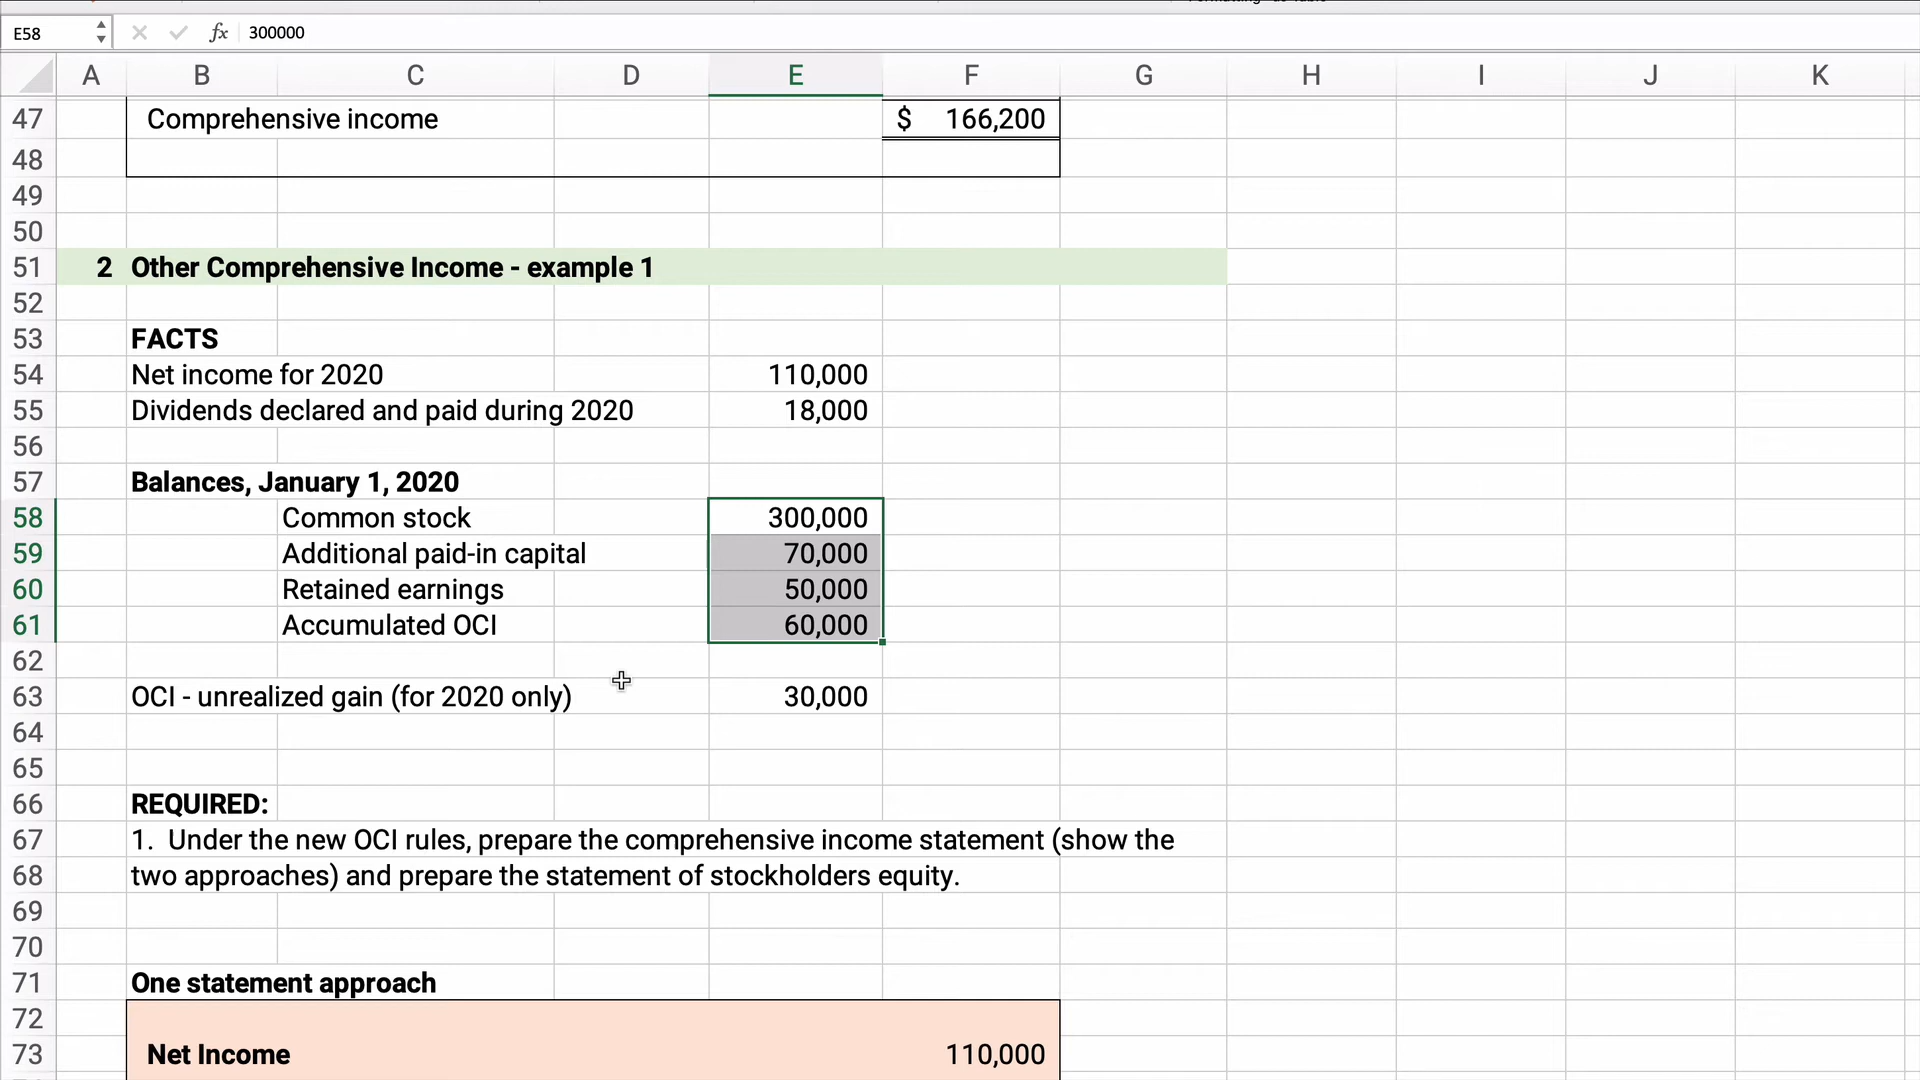 E58 fx 300000
A B C D E F G H I J K
47 Comprehensive income $ 166,200
48
49
50
51 2 Other Comprehensive Income - example 1
52
53 FACTS
54 Net income for 2020 110,000
55 Dividends declared and paid during 2020 18,000
56
57 Balances, January 1, 2020
58 Common stock 300,000
59 Additional paid-in capital 70,000
60 Retained earnings 50,000
61 Accumulated OCI 60,000
62
63 OCI - unrealized gain (for 2020 only) 30,000
64
65
66 REQUIRED:
67 1. Under the new OCI rules, prepare the comprehensive income statement (show the
68 two approaches) and prepare the statement of stockholders equity.
69
70
71 One statement approach
72
73 Net Income 110,000